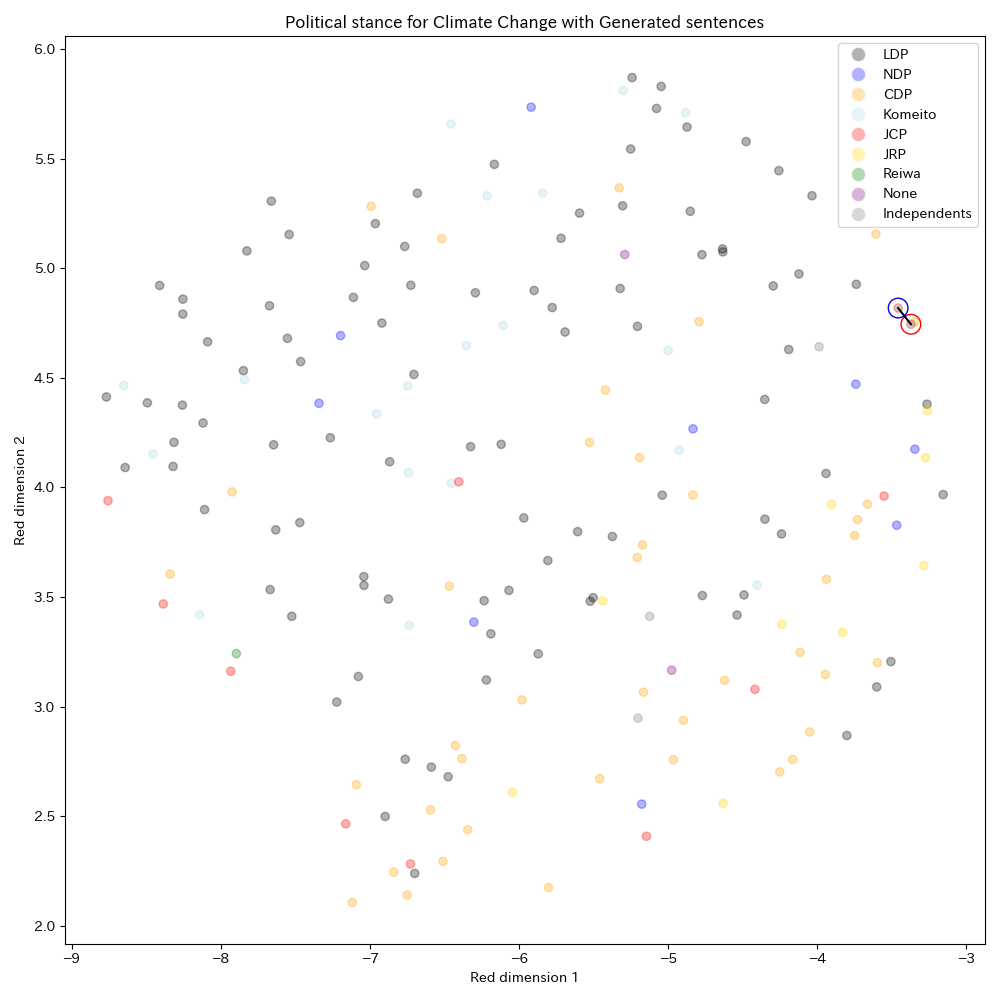 Political stance for Climate Change with Generated sentences
LDP
NDP
CDP
Komeito
JCP
JRP
Reiwa
None
Independents
6.0
5.5
5.0
4.5
4.0
3.5
3.0
2.5
2.0
Red dimension 2
−9 −8 −7 −6 −5 −4 −3
Red dimension 1